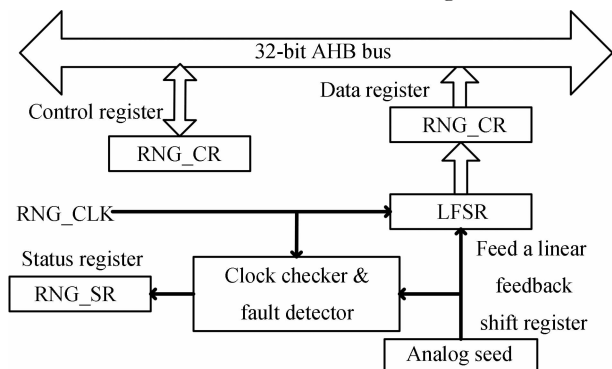 32-bit AHB bus
Control register
Data register
RNG_CR
RNG_CR
RNG_CLK
LFSR
Status register
RNG_SR
Clock checker &
fault detector
Feed a linear
feedback
shift register
Analog seed